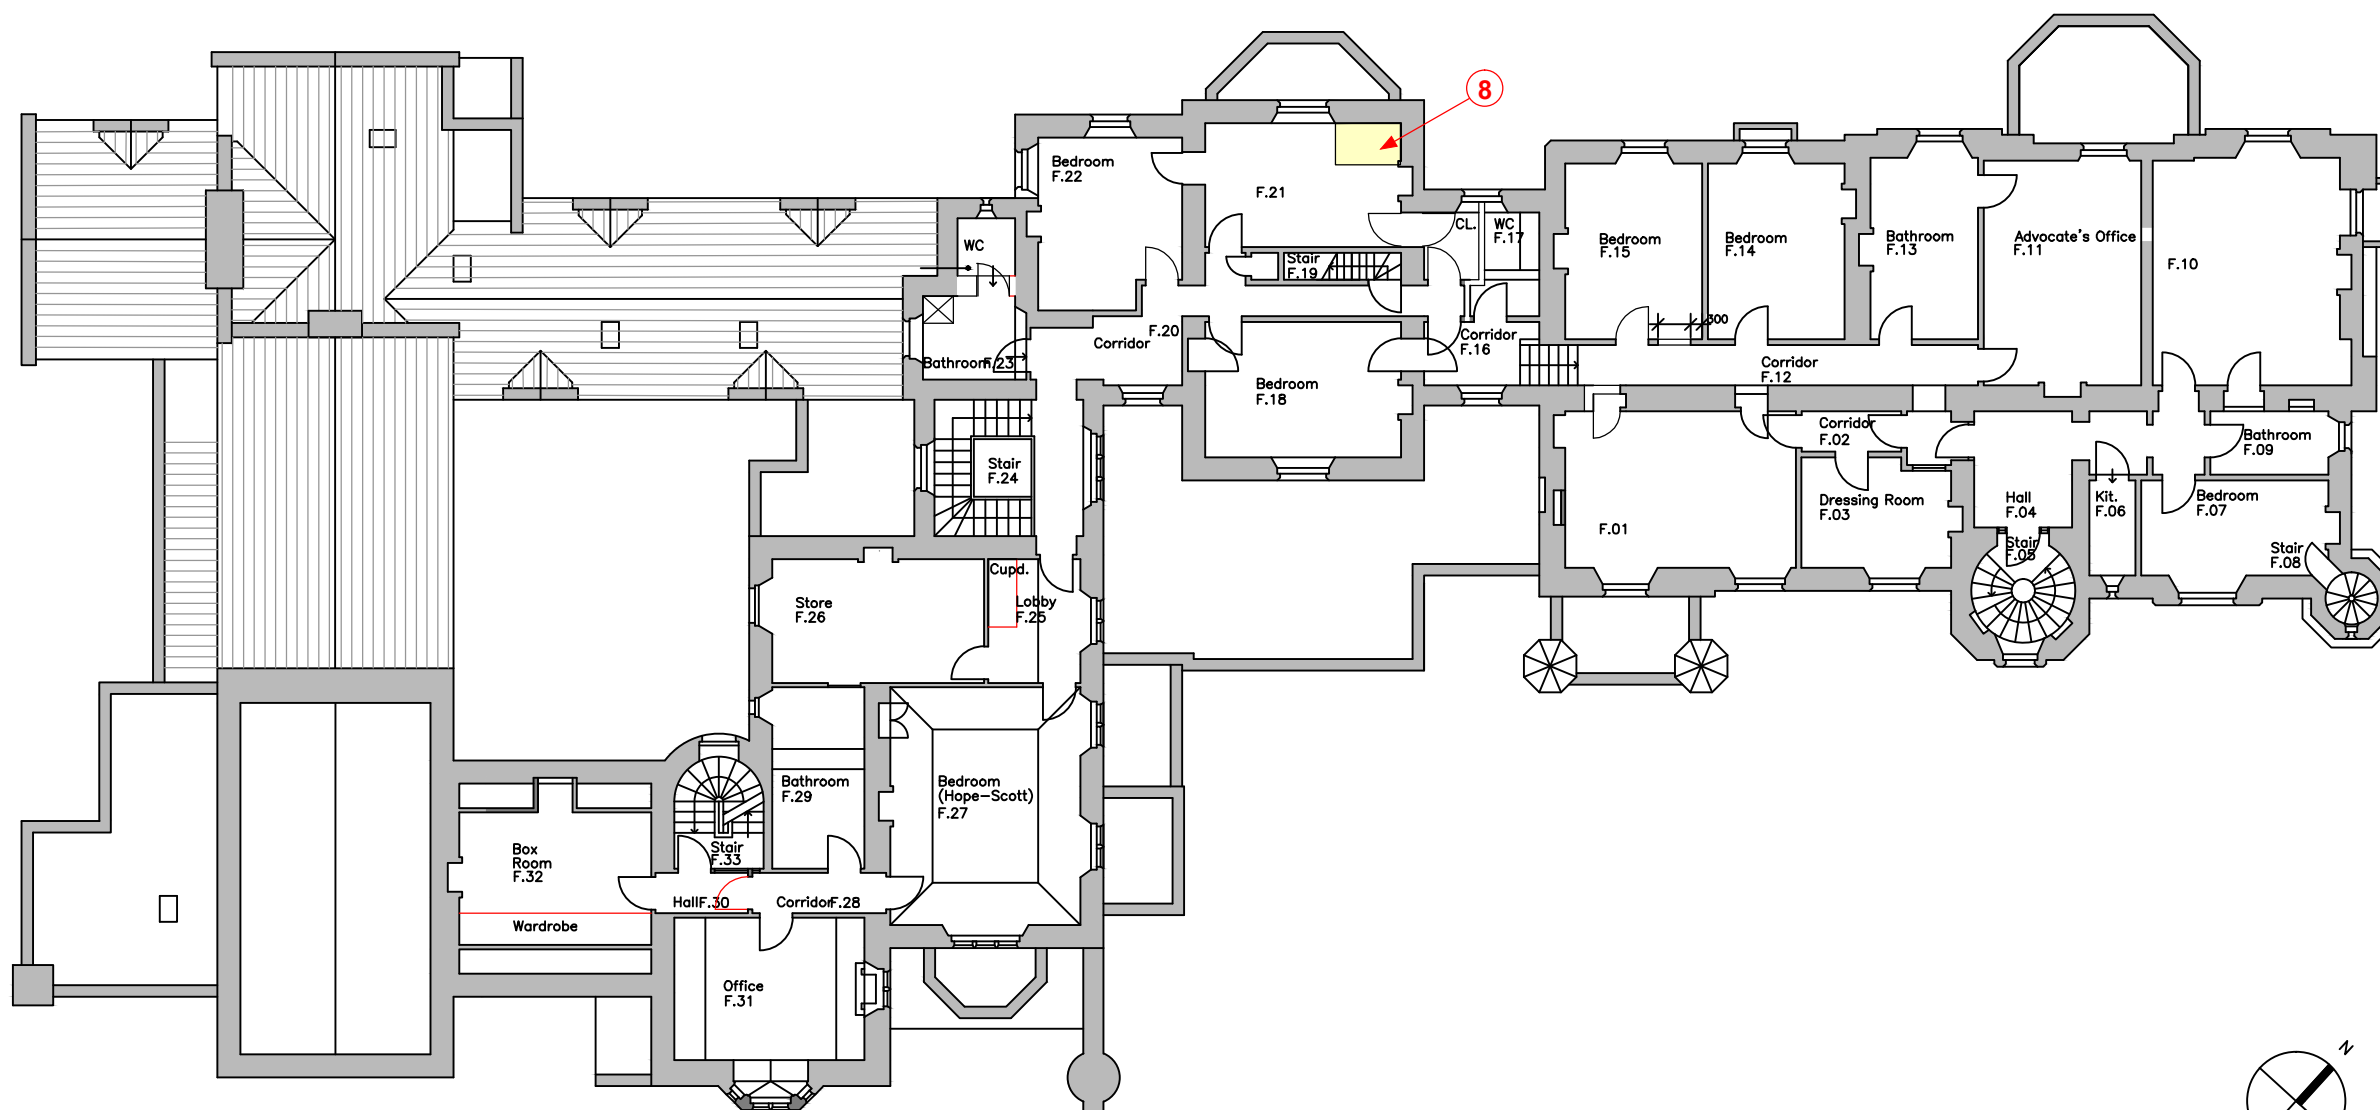 8
Bedroom
F.22
F.21
WC
Stair
F.19
CL.
WC
F.17
Bedroom
F.15
Bedroom
F.14
Bathroom
F.13
Advocate's Office
F.11
F.10
300
Bathroom
F.23
Corridor
F.20
Corridor
F.16
Corridor
F.12
Bedroom
F.18
Corridor
F.02
Bathroom
F.09
Stair
F.24
Dressing Room
F.03
Hall
F.04
Kit.
F.06
Bedroom
F.07
F.01
Stair
F.05
Stair
F.08
Cupd.
Store
F.26
Lobby
F.25
Bathroom
F.29
Bedroom
(Hope-Scott)
F.27
Box
Room
F.32
Stair
F.33
Hall
F.30
Corridor
F.28
Wardrobe
Office
F.31
N